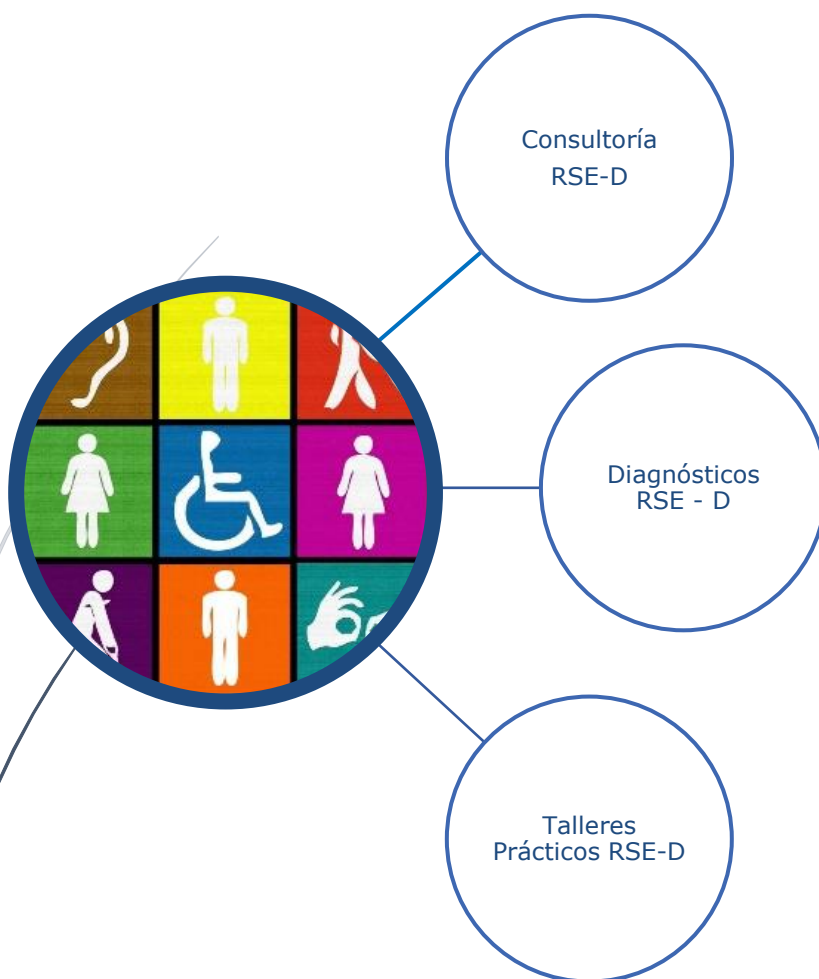 Consultoría
RSE-D
Diagnósticos
RSE - D
Talleres
Prácticos RSE-D